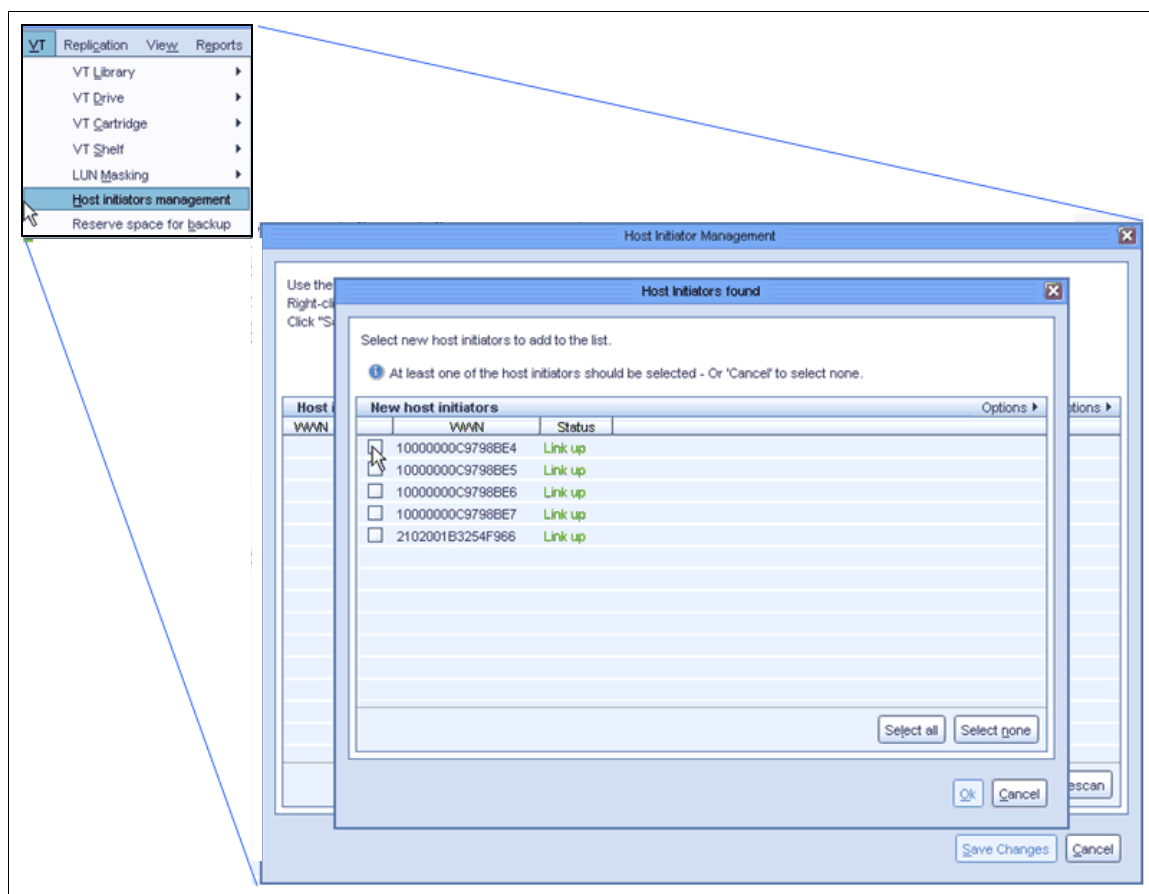 VT Replication View Reports
VT Library
VT Drive
VT Cartridge
VT Shelf
LUN Masking
Host initiators management
Reserve space for backup
Host Initiator Management
Use the
Right-cli
Click "S
Host Initiators found
Select new host initiators to add to the list.
At least one of the host initiators should be selected - Or 'Cancel' to select none.
Host i
New host initiators Options
tions
WWN
WWN Status
10000000C9798BE4 Link up
10000000C9798BE5 Link up
10000000C9798BE6 Link up
10000000C9798BE7 Link up
2102001B3254F966 Link up
Select all Select none
Ok Cancel
escan
Save Changes Cancel